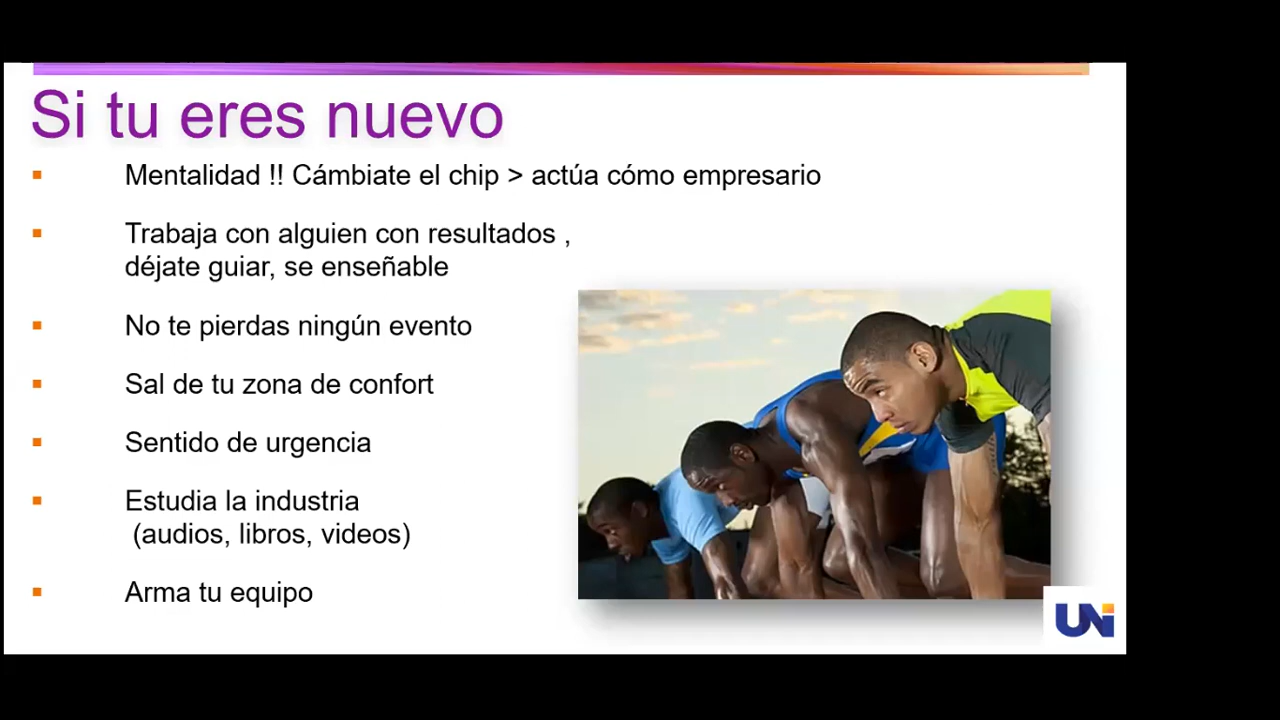 Si tu eres nuevo
Mentalidad !! Cámbiate el chip > actúa cómo empresario
Trabaja con alguien con resultados ,
déjate guiar, se enseñable
No te pierdas ningún evento
Sal de tu zona de confort
Sentido de urgencia
Estudia la industria
(audios, libros, videos)
Arma tu equipo
UNi